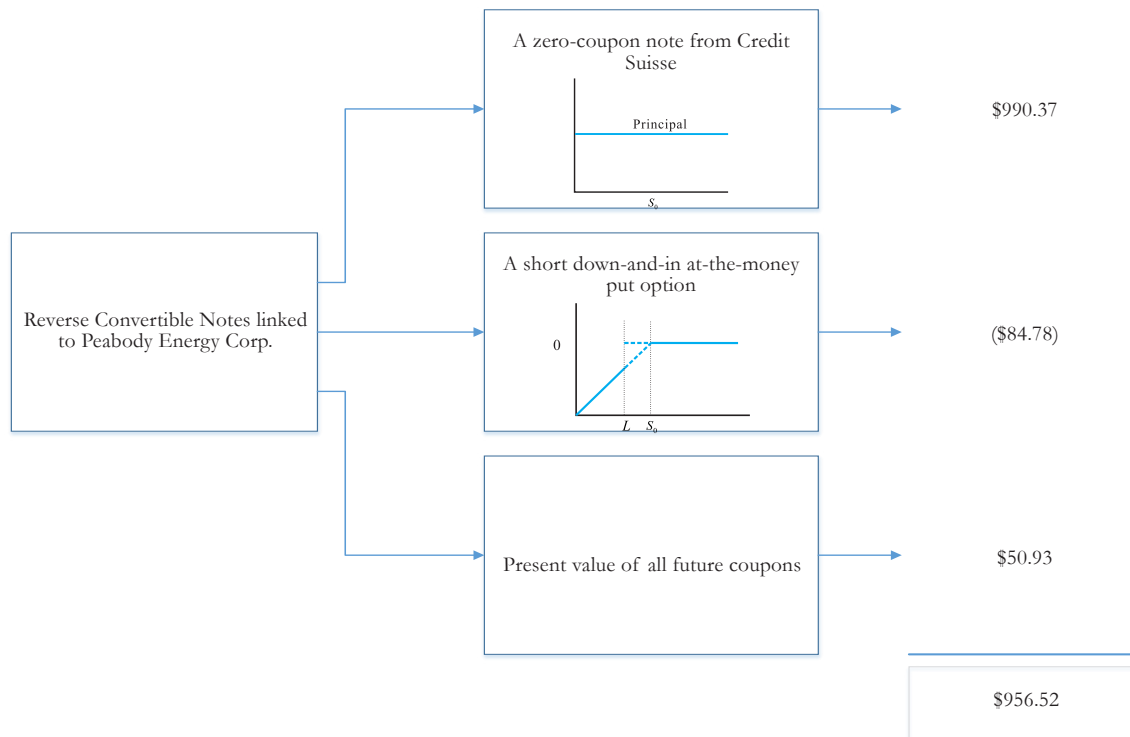 A zero-coupon note from Credit
Suisse
Principal
S₀
$990.37
Reverse Convertible Notes linked
to Peabody Energy Corp.
A short down-and-in at-the-money
put option
0
L S₀
($84.78)
Present value of all future coupons
$50.93
$956.52